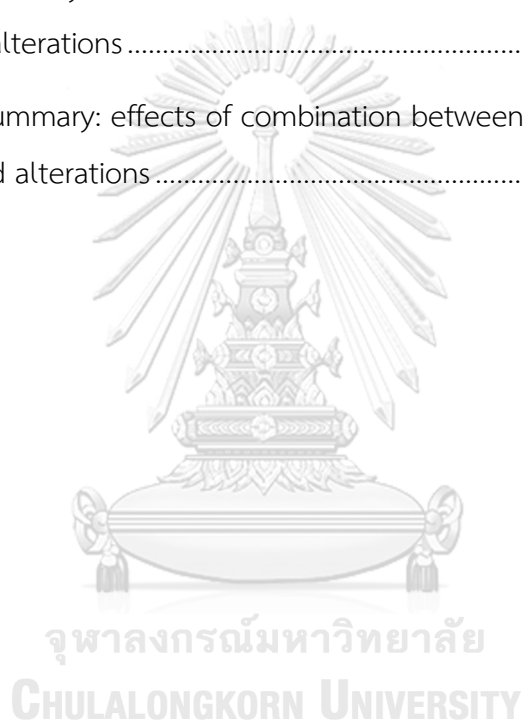 alterations ........................................................
ummary: effects of combination between
d alterations ....................................................
จุฬาลงกรณ์มหาวิทยาลัย
CHULALONGKORN UNIVERSITY